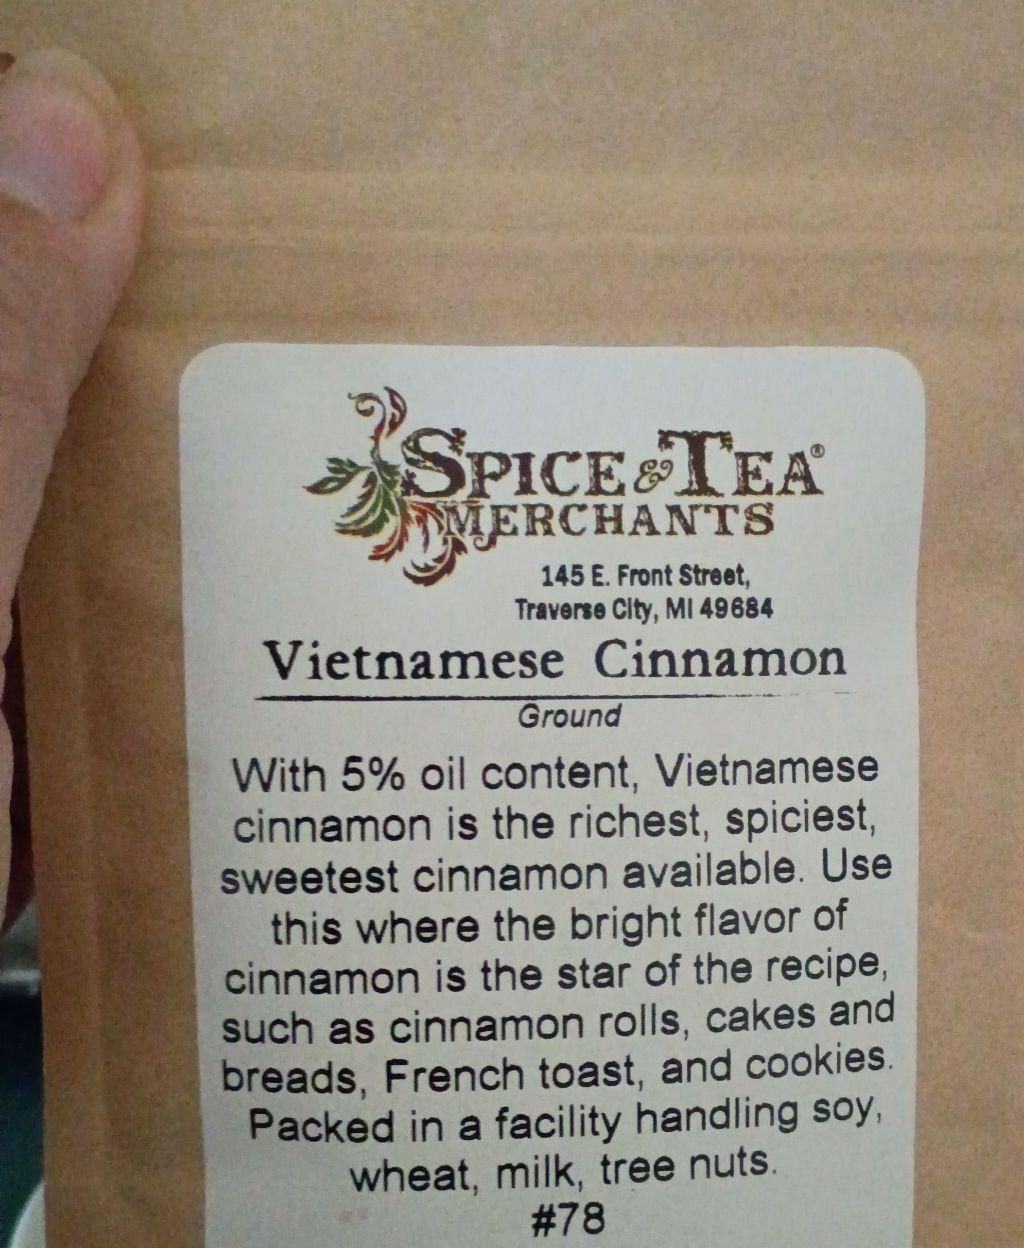 SPICE & TEA®
MERCHANTS
145 E. Front Street,
Traverse City, MI 49684
Vietnamese Cinnamon
Ground
With 5% oil content, Vietnamese
cinnamon is the richest, spiciest,
sweetest cinnamon available. Use
this where the bright flavor of
cinnamon is the star of the recipe,
such as cinnamon rolls, cakes and
breads, French toast, and cookies.
Packed in a facility handling soy,
wheat, milk, tree nuts.
#78